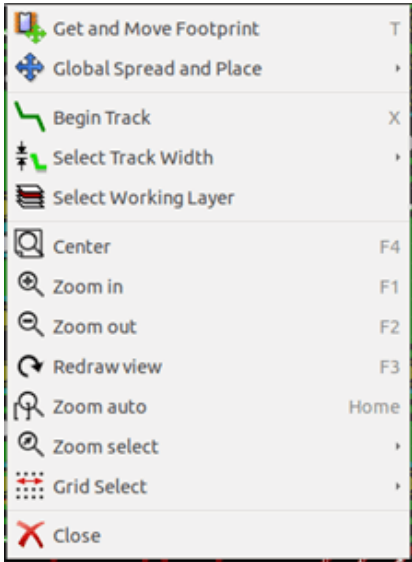 Get and Move Footprint T
Global Spread and Place
Begin Track X
Select Track Width
Select Working Layer
Center F4
Zoom in F1
Zoom out F2
Redraw view F3
Zoom auto Home
Zoom select
Grid Select
Close